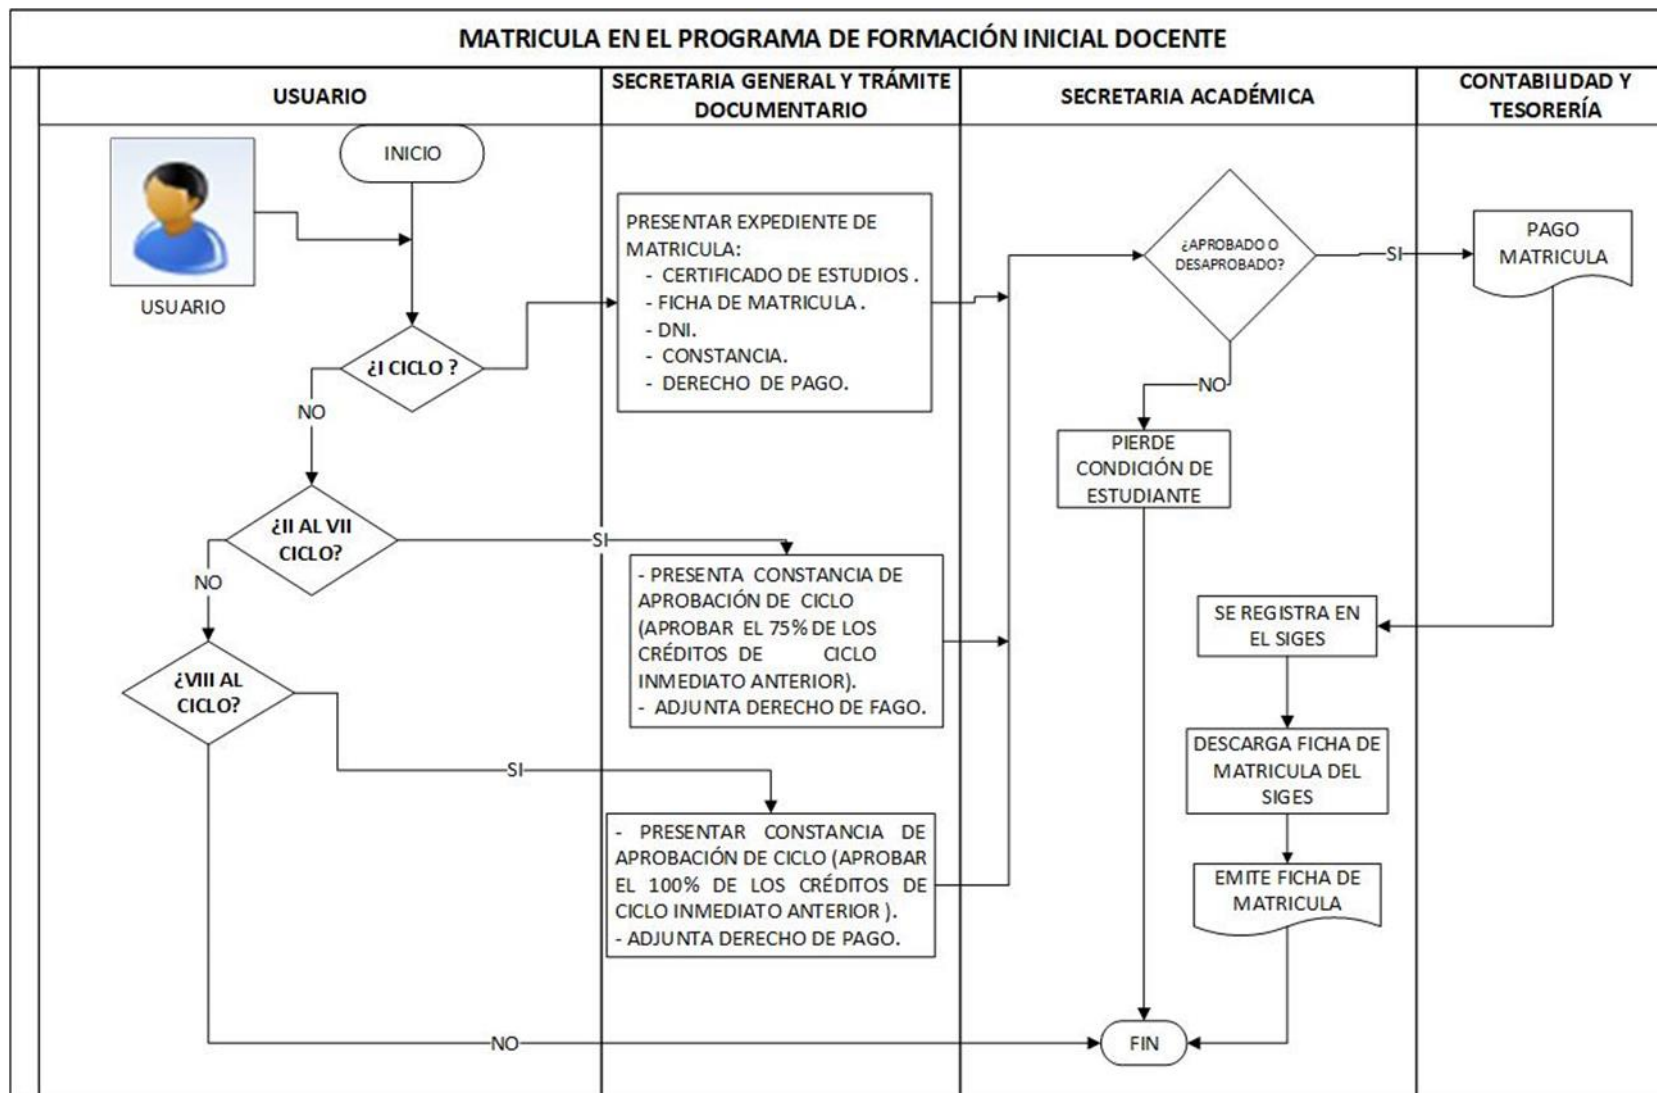 MATRICULA EN EL PROGRAMA DE FORMACIÓN INICIAL DOCENTE
USUARIO
SECRETARIA GENERAL Y TRÁMITE
DOCUMENTARIO
SECRETARIA ACADÉMICA
CONTABILIDAD Y
TESORERÍA
INICIO
USUARIO
¿I CICLO ?
NO
¿II AL VII
CICLO?
SI
NO
¿VIII AL
CICLO?
SI
NO
PRESENTAR EXPEDIENTE DE
MATRICULA:
- CERTIFICADO DE ESTUDIOS .
- FICHA DE MATRICULA .
- DNI.
- CONSTANCIA.
- DERECHO DE PAGO.
- PRESENTA CONSTANCIA DE
APROBACIÓN DE CICLO
(APROBAR EL 75% DE LOS
CRÉDITOS DE CICLO
INMEDIATO ANTERIOR).
- ADJUNTA DERECHO DE FAGO.
- PRESENTAR CONSTANCIA DE
APROBACIÓN DE CICLO (APROBAR
EL 100% DE LOS CRÉDITOS DE
CICLO INMEDIATO ANTERIOR ).
- ADJUNTA DERECHO DE PAGO.
¿APROBADO O
DESAPROBADO?
SI
NO
PIERDE
CONDICIÓN DE
ESTUDIANTE
PAGO
MATRICULA
SE REGISTRA EN
EL SIGES
DESCARGA FICHA DE
MATRICULA DEL
SIGES
EMITE FICHA DE
MATRICULA
FIN